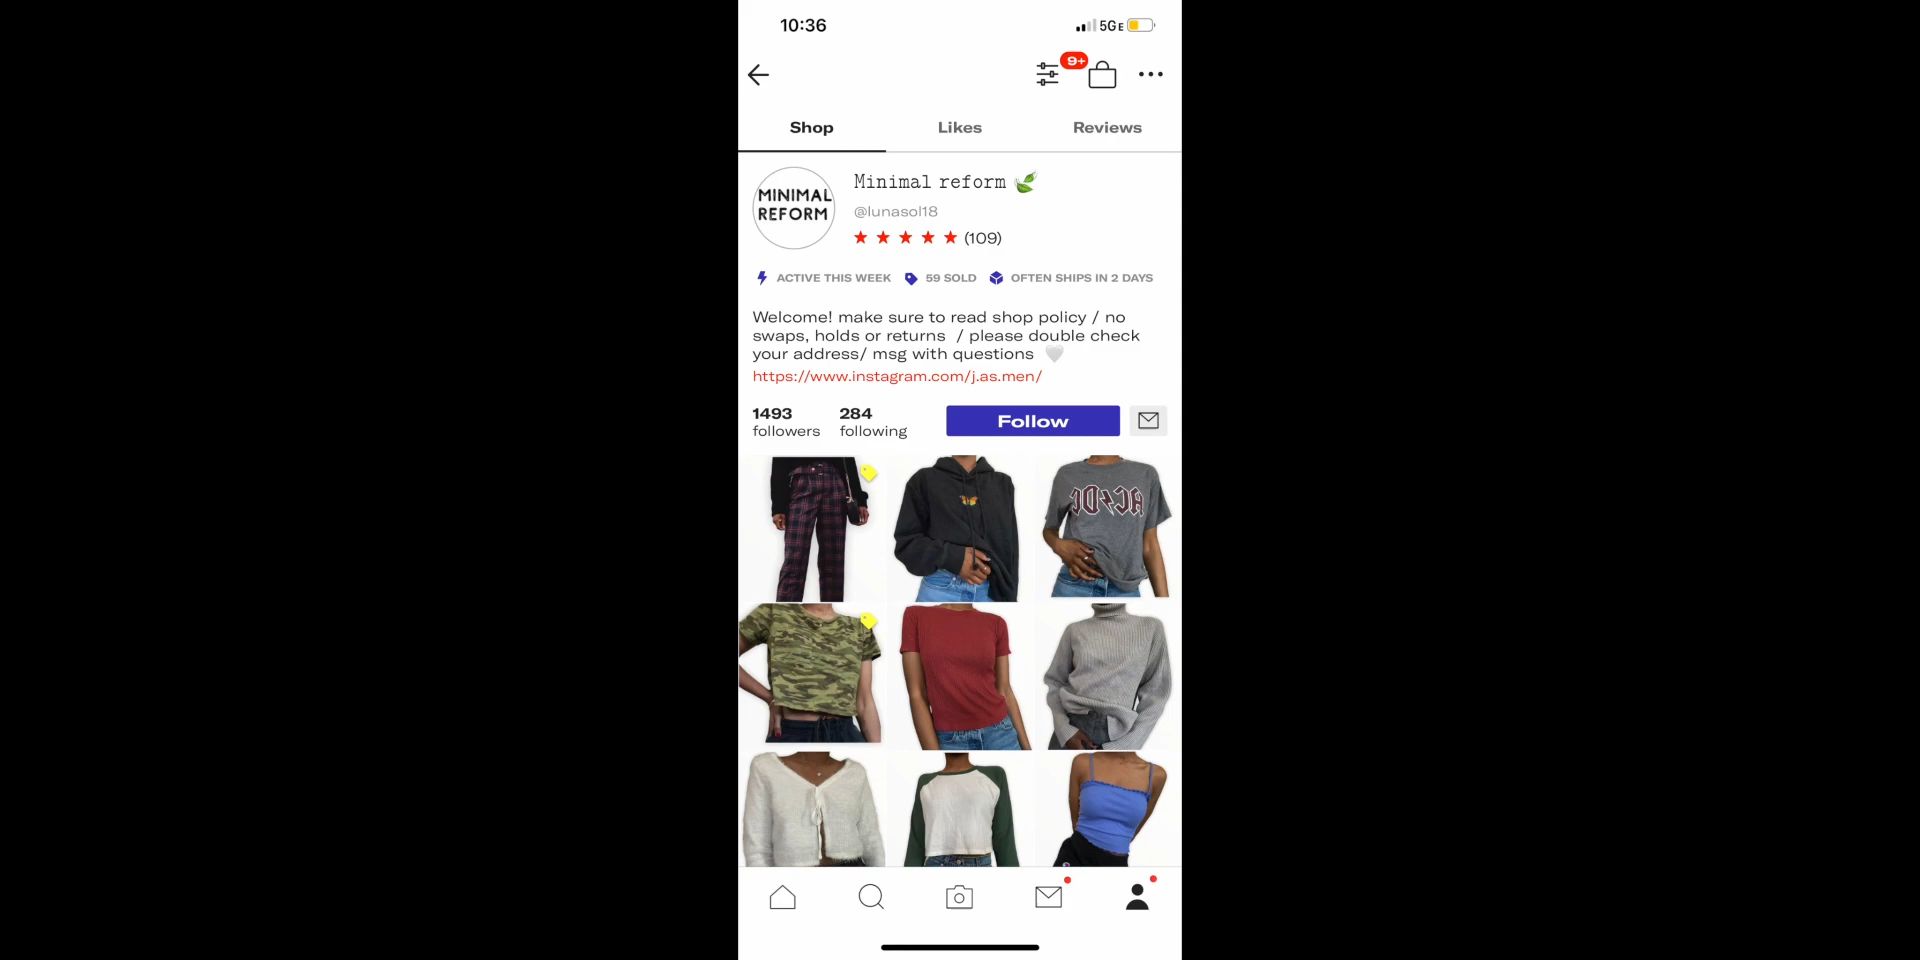 10:36
5GE
9+
Shop
Likes
Reviews
MINIMAL
REFORM
Minimal reform
@lunasol18
(109)
ACTIVE THIS WEEK
59 SOLD
OFTEN SHIPS IN 2 DAYS
Welcome! make sure to read shop policy / no
swaps, holds or returns / please double check
your address/ msg with questions
https://www.instagram.com/j.as.men/
1493
followers
284
following
Follow
AC/DC